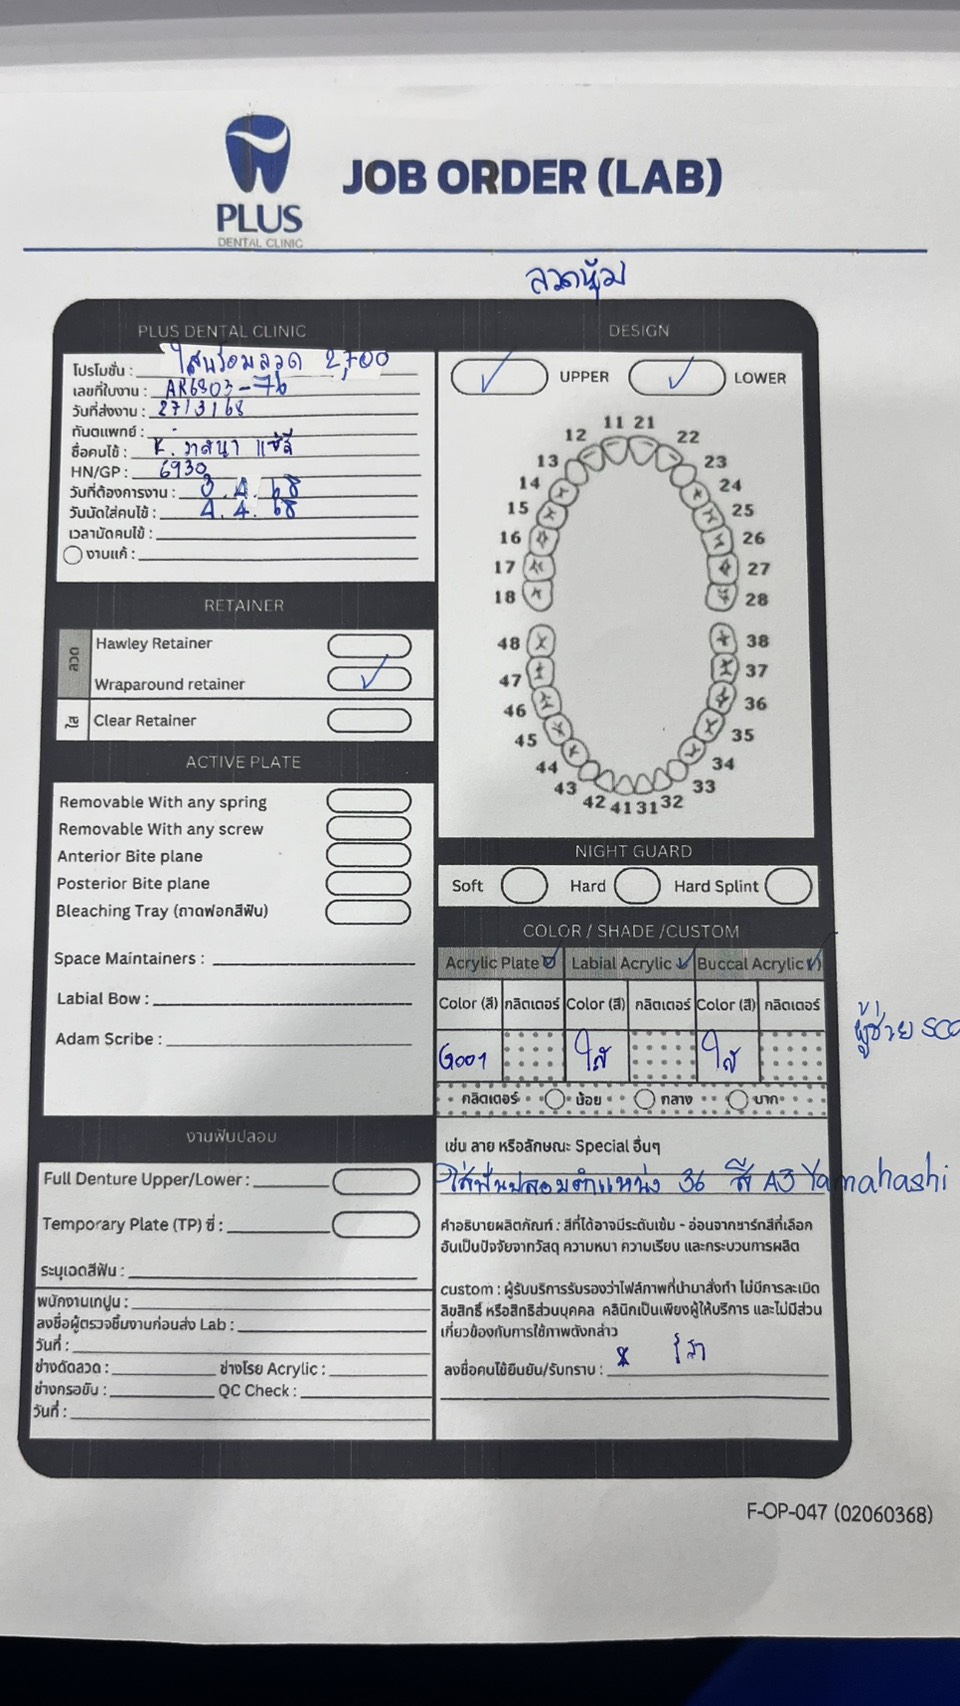 PLUS
DENTAL CLINIC
JOB ORDER (LAB)
ลวดหุ้ม
PLUS DENTAL CLINIC
โปรโมชั่น : ใสพร้อมลวด 2,700
เลขที่ใบงาน : AR6803-76
วันที่ส่งงาน : 27/3/68
ทันตแพทย์ : -
ชื่อคนไข้ : K. วาสนา แซ่ลี
HN/GP : 6930
วันที่ต้องการงาน : 3.4.68
วันนัดใส่คนไข้ : 4.4.68
เวลานัดคนไข้ :
งานแก้ :
RETAINER
ลวด
Hawley Retainer
Wraparound retainer
ใส
Clear Retainer
ACTIVE PLATE
Removable With any spring
Removable With any screw
Anterior Bite plane
Posterior Bite plane
Bleaching Tray (ถาดฟอกสีฟัน)
Space Maintainers :
Labial Bow :
Adam Scribe :
งานฟันปลอม
Full Denture Upper/Lower :
Temporary Plate (TP) ซี่ :
ระบุเฉดสีฟัน :
พนักงานเทปูน :
ลงชื่อผู้ตรวจชิ้นงานก่อนส่ง Lab :
วันที่ :
ช่างดัดลวด : ช่างโรย Acrylic :
ช่างกรอขัด : QC Check :
วันที่ :
DESIGN
UPPER LOWER
11 21
12 22
13 23
14 24
15 25
16 26
17 27
18 28
48 38
47 37
46 36
45 35
44 34
43 33
42 41 31 32
NIGHT GUARD
Soft Hard Hard Splint
COLOR / SHADE /CUSTOM
Acrylic Plate Labial Acrylic Buccal Acrylic
Color (สี) กลิตเตอร์ Color (สี) กลิตเตอร์ Color (สี) กลิตเตอร์
G001 ใส ใส
ผู้ช่วย
กลิตเตอร์ น้อย กลาง มาก
เช่น ลาย หรือลักษณะ Special อื่นๆ
ใส่ฟันปลอมตำแหน่ง 36 สี A3 Yamahashi
คำอธิบายผลิตภัณฑ์ : สีที่ได้อาจมีระดับเข้ม - อ่อนจากชาร์ทสีที่เลือก
อันเป็นปัจจัยจากวัสดุ ความหนา ความเรียบ และกระบวนการผลิต
custom : ผู้รับบริการรับรองว่าไฟล์ภาพที่นำมาสั่งทำ ไม่มีการละเมิด
ลิขสิทธิ์ หรือสิทธิส่วนบุคคล คลินิกเป็นเพียงผู้ให้บริการ และไม่มีส่วน
เกี่ยวข้องกับการใช้ภาพดังกล่าว
ลงชื่อคนไข้ยืนยัน/รับทราบ : x
F-OP-047 (02060368)